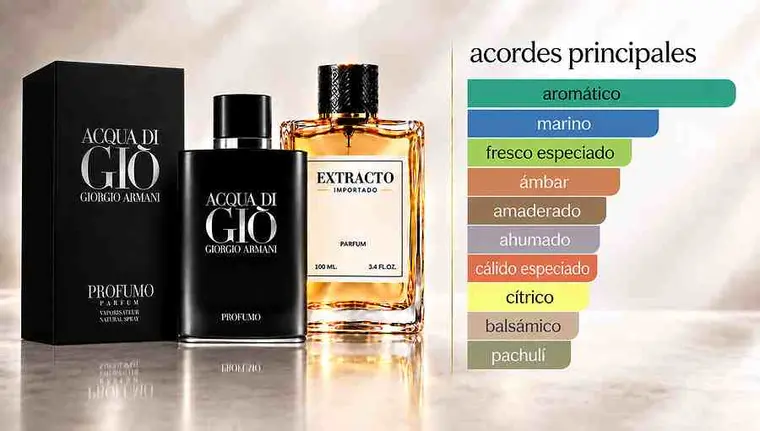 ACQUA DI
GIÒ
GIORGIO ARMANI
PROFUMO
PARFUM
VAPORISATEUR
NATURAL SPRAY
ACQUA DI
GIÒ
GIORGIO ARMANI
PROFUMO
EXTRACTO
IMPORTADO
PARFUM
100 ML.
3.4 FL.OZ.
acordes principales
aromático
marino
fresco especiado
ámbar
amaderado
ahumado
cálido especiado
cítrico
balsámico
pachulí